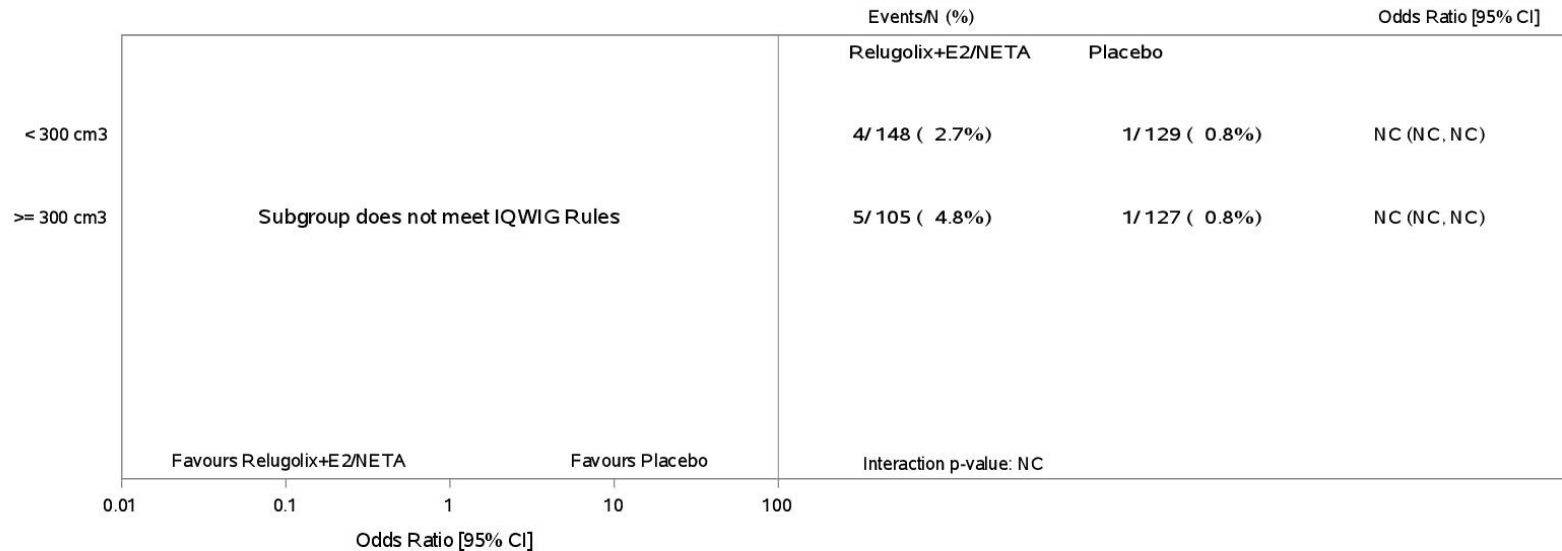 Events/N (%) Odds Ratio [95% CI]
Relugolix+E2/NETA Placebo
< 300 cm3 4/ 148 ( 2.7%) 1/ 129 ( 0.8%) NC (NC, NC)
>= 300 cm3 Subgroup does not meet IQWIG Rules 5/ 105 ( 4.8%) 1/ 127 ( 0.8%) NC (NC, NC)
Favours Relugolix+E2/NETA Favours Placebo Interaction p-value: NC
0.01 0.1 1 10 100
Odds Ratio [95% CI]